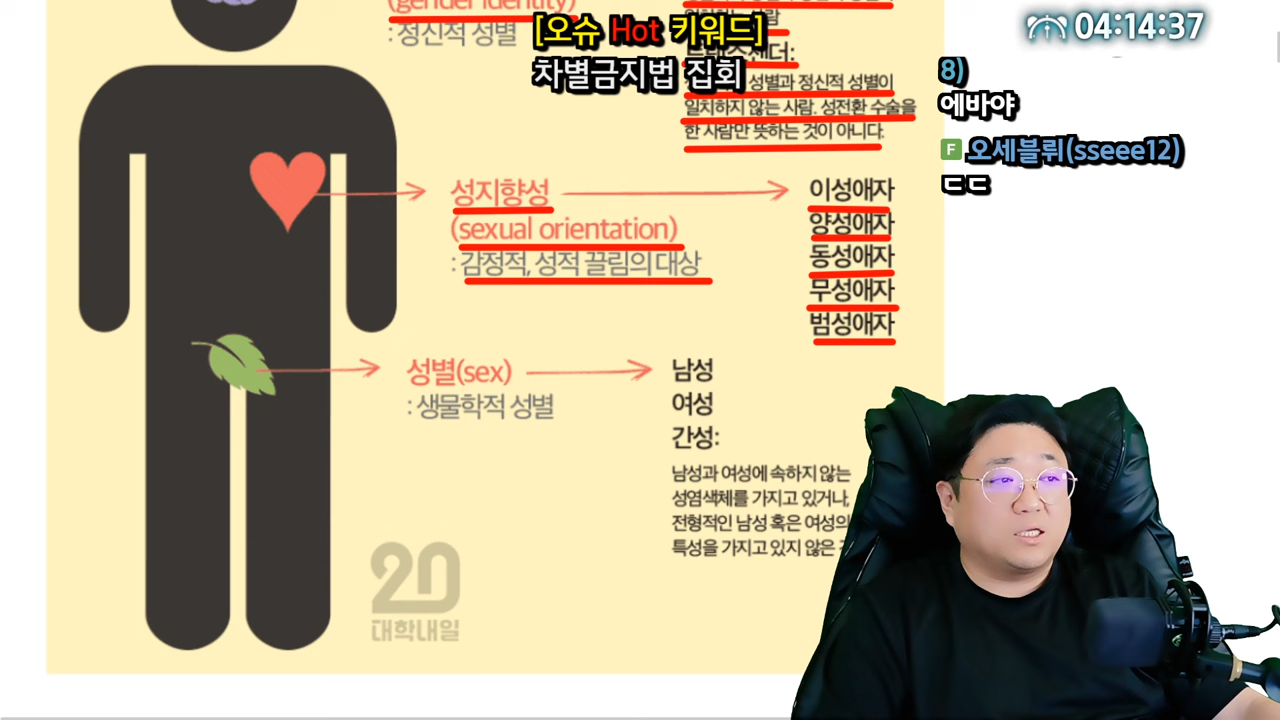 (gender identity)
: 정신적 성별
[오슈 Hot 키워드]
차별금지법 집회
성별과 정신적 성별이
일치하지 않는 사람. 성전환 수술을
한 사람만 뜻하는 것이 아니다.
04:14:37
8)
에바야
F 오세블뤼(sseee12)
ㄷㄷ
성지향성
(sexual orientation)
: 감정적, 성적 끌림의 대상
이성애자
양성애자
동성애자
무성애자
범성애자
성별(sex)
: 생물학적 성별
남성
여성
간성:
남성과 여성에 속하지 않는
성염색체를 가지고 있거나,
전형적인 남성 혹은 여성의
특성을 가지고 있지 않은
20
대학내일